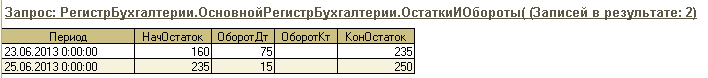 Запрос: РегистрБухгалтерии.ОсновнойРегистрБухгалтерии.ОстаткиИОбороты( (Записей в результате: 2)
Период НачОстаток ОборотДт ОборотКт КонОстаток
23.06.2013 0:00:00 160 75 235
25.06.2013 0:00:00 235 15 250